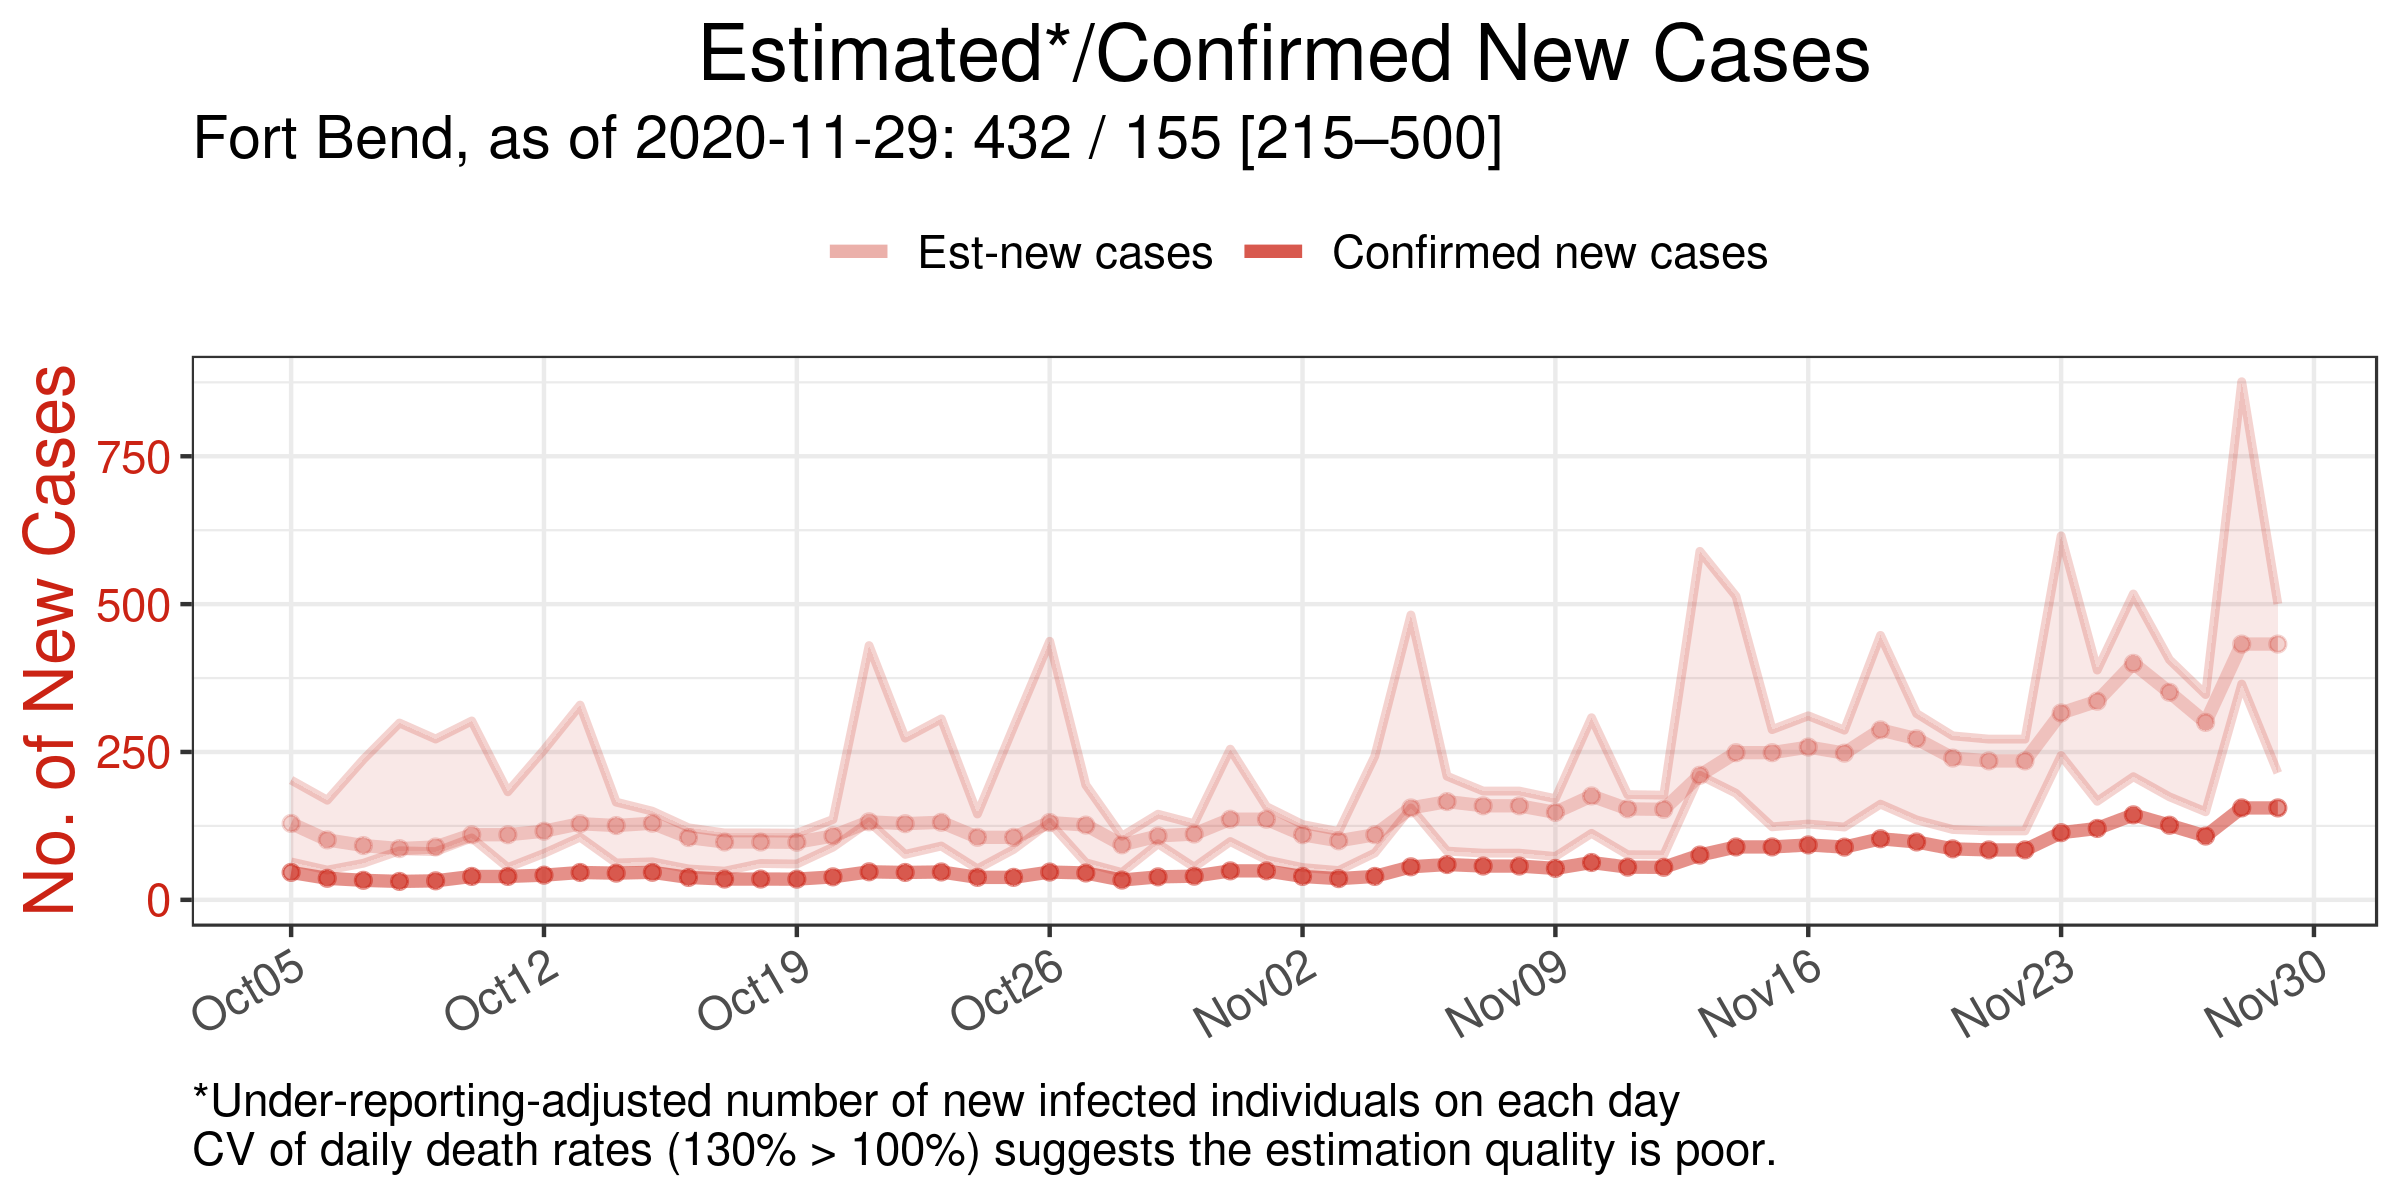 Estimated*/Confirmed New Cases
Fort Bend, as of 2020-11-29: 432 / 155 [215–500]
Est-new cases
Confirmed new cases
No. of New Cases
750
500
250
0
Oct05
Oct12
Oct19
Oct26
Nov02
Nov09
Nov16
Nov23
Nov30
*Under-reporting-adjusted number of new infected individuals on each day
CV of daily death rates (130% > 100%) suggests the estimation quality is poor.